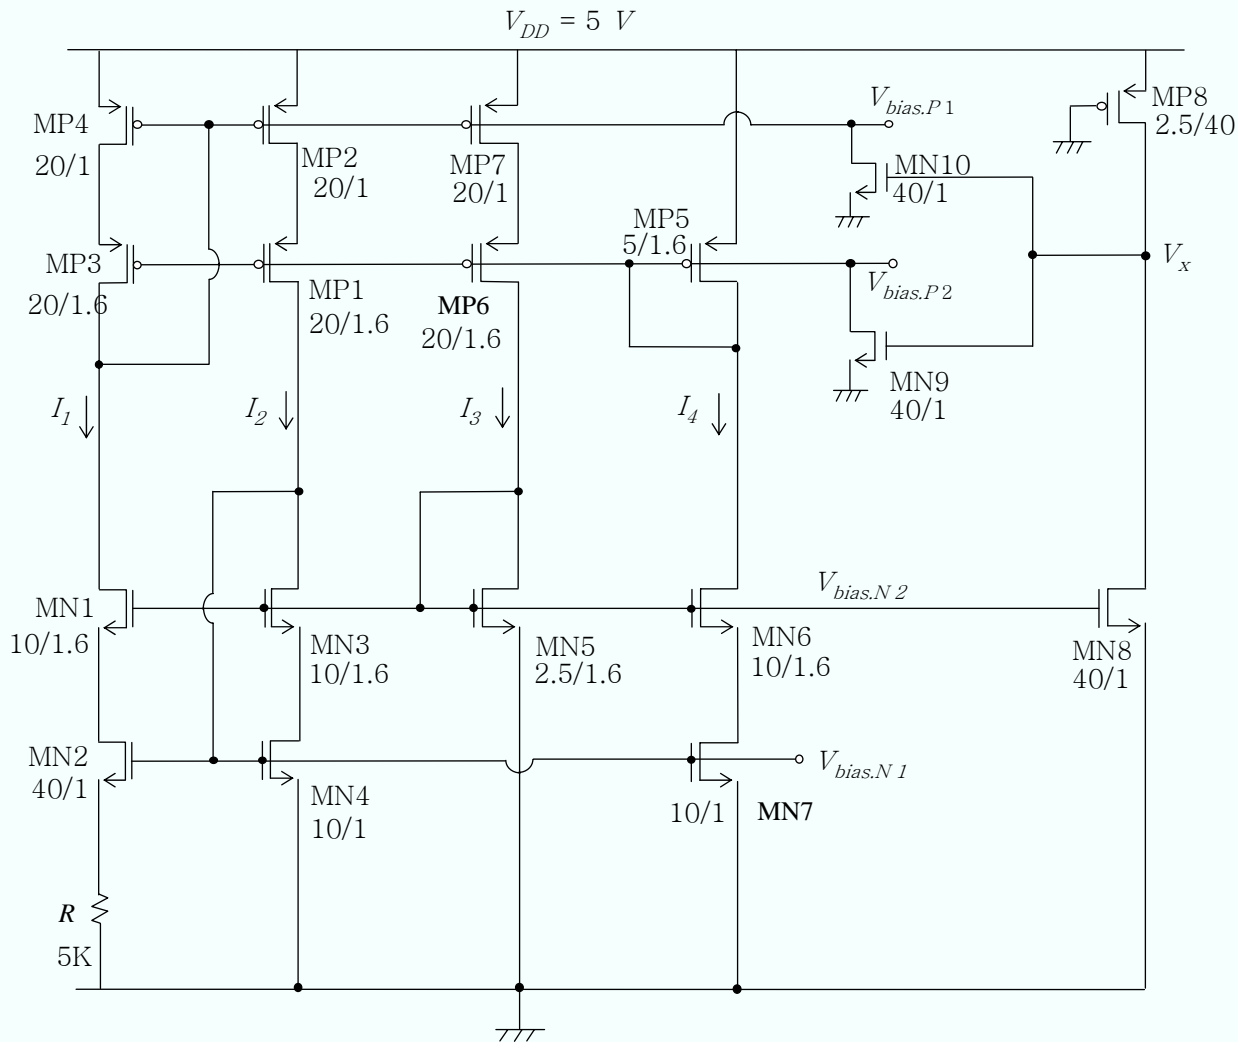 V_DD = 5 V
MP4
20/1
MP2
20/1
MP7
20/1
V_bias.P1
MP8
2.5/40
MN10
40/1
MP3
20/1.6
MP1
20/1.6
MP6
20/1.6
MP5
5/1.6
V_bias.P2
V_x
MN9
40/1
I_1
I_2
I_3
I_4
MN1
10/1.6
MN3
10/1.6
MN5
2.5/1.6
MN6
10/1.6
V_bias.N2
MN8
40/1
MN2
40/1
MN4
10/1
10/1
MN7
V_bias.N1
R
5K